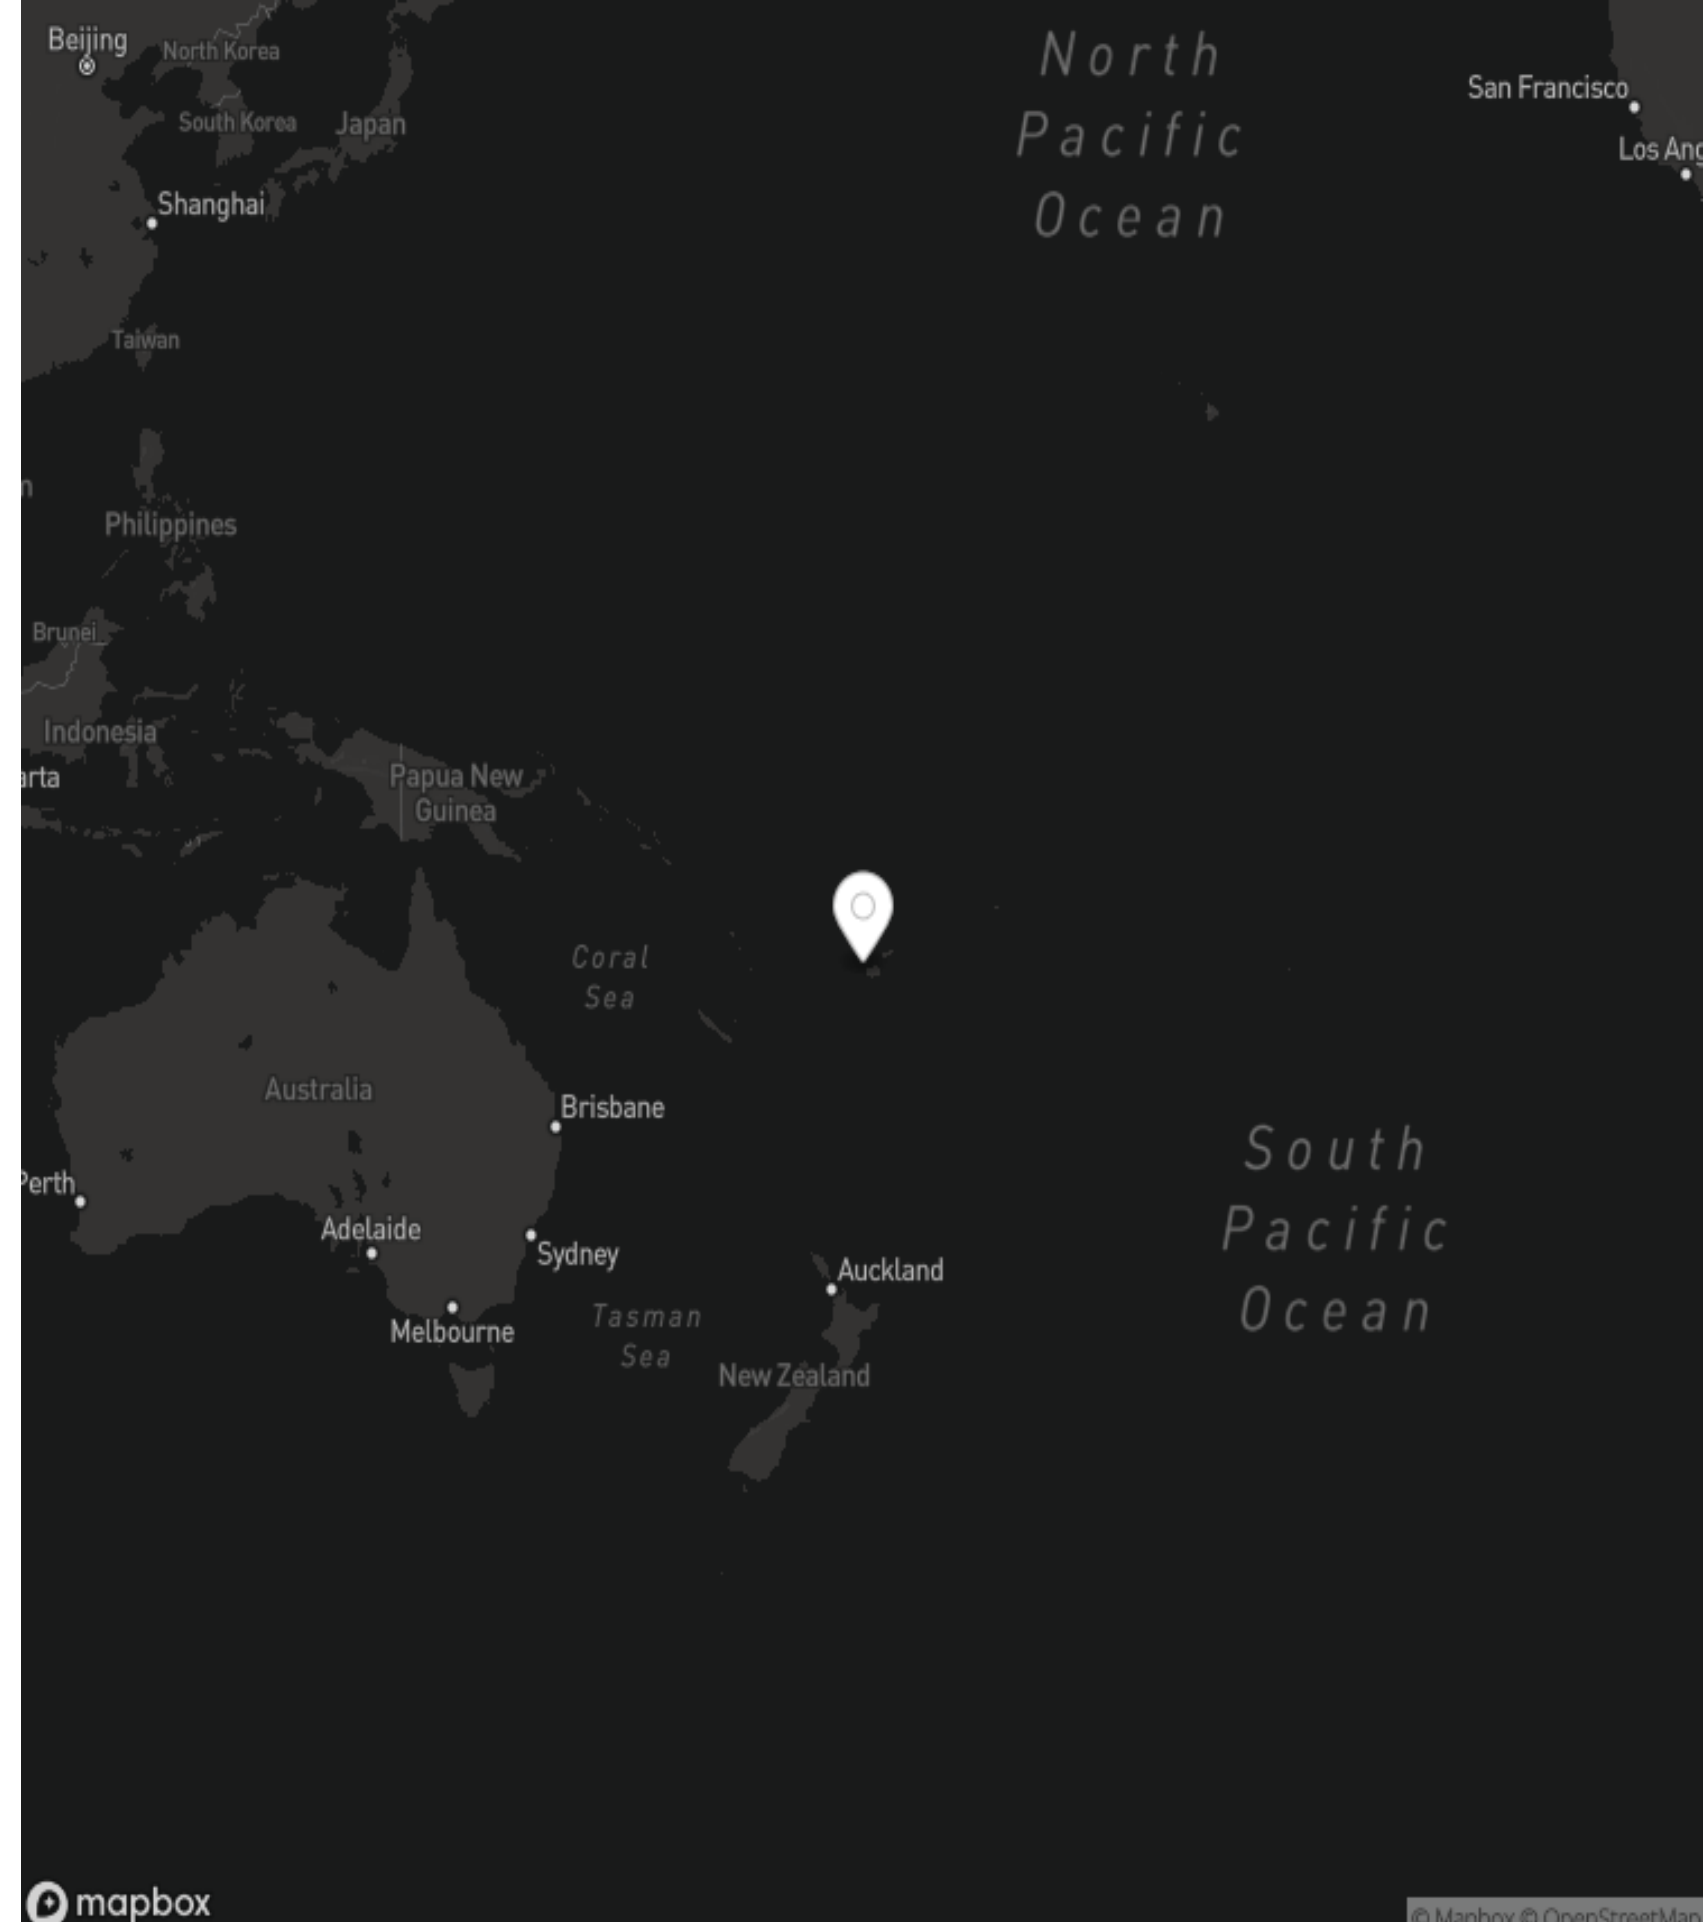 Beijing
North Korea
South Korea
Japan
Shanghai
Taiwan
North
Pacific
Ocean
San Francisco
Los Ang
n
Philippines
Brunei
Indonesia
arta
Papua New
Guinea
Coral
Sea
Australia
Brisbane
Perth
Adelaide
Sydney
Melbourne
Tasman
Sea
Auckland
New Zealand
South
Pacific
Ocean
mapbox
© Mapbox © OpenStreetMap